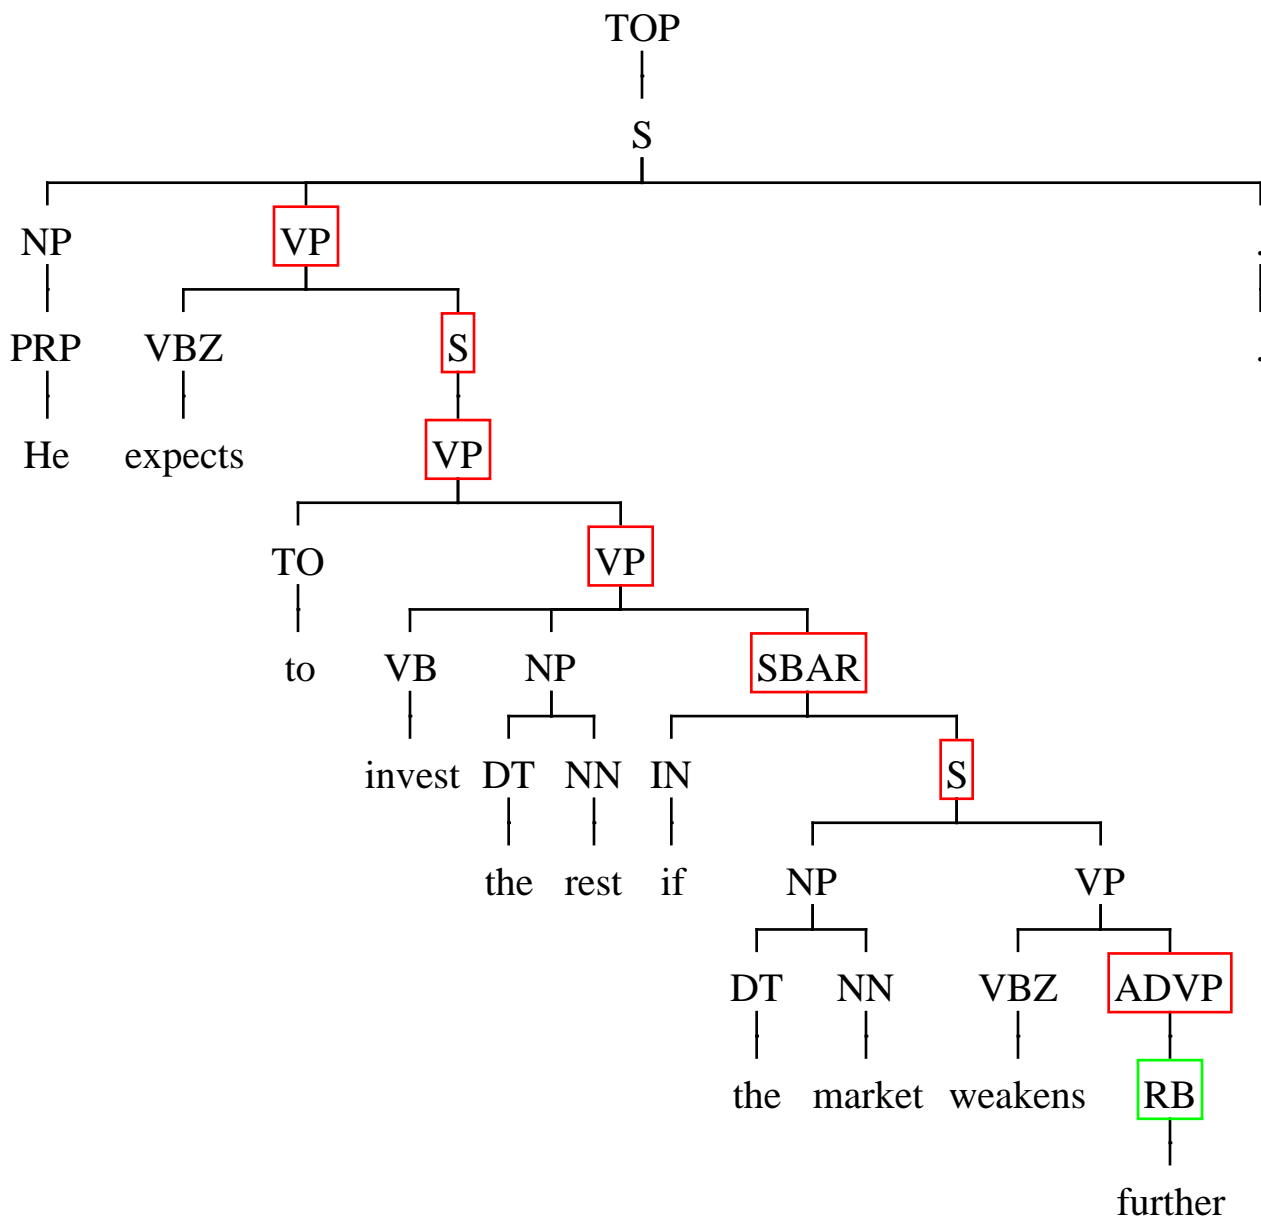 TOP
S
NP VP .
PRP VBZ S .
He expects VP
TO VP
to VB NP SBAR
invest DT NN IN S
the rest if NP VP
DT NN VBZ ADVP
the market weakens RB
further